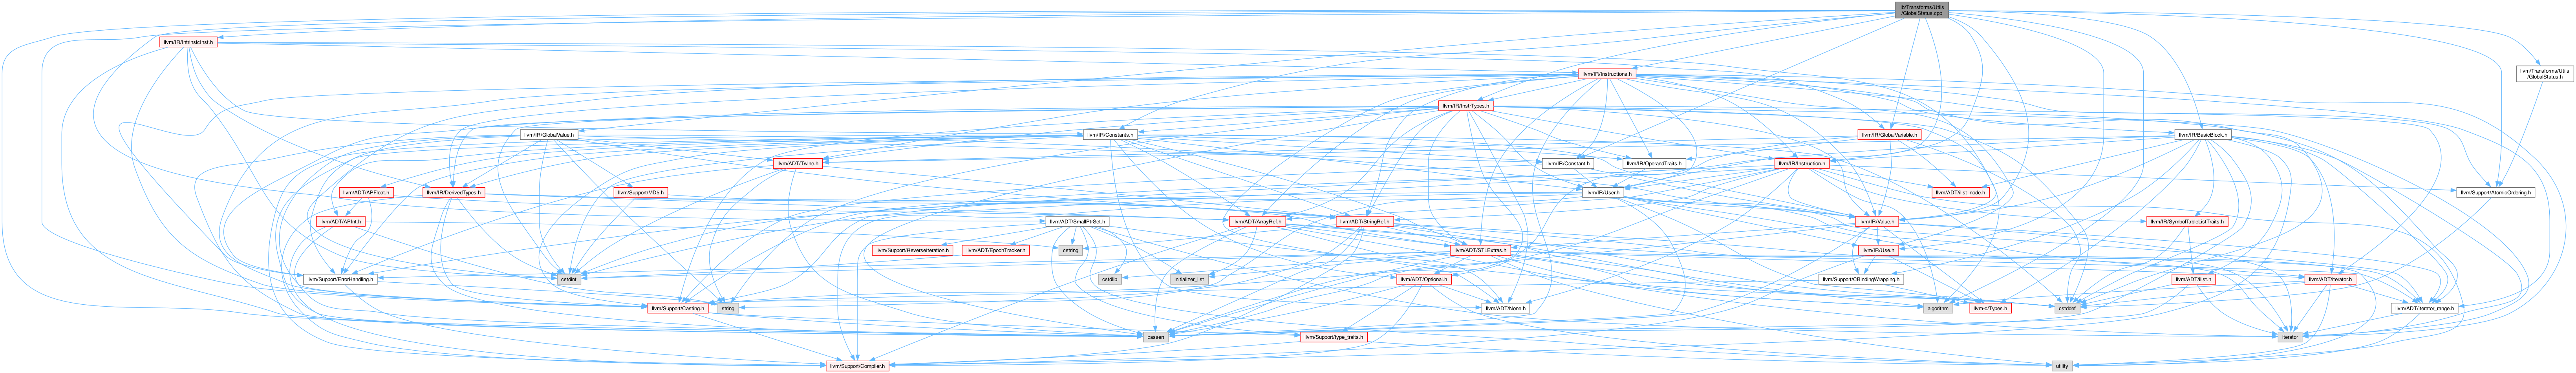 lib/Transforms/Utils
/GlobalStatus.cpp
llvm/IR/IntrinsicInst.h
llvm/IR/Instructions.h
llvm/Transforms/Utils
/GlobalStatus.h
llvm/IR/InstrTypes.h
llvm/IR/GlobalValue.h
llvm/IR/Constants.h
llvm/IR/GlobalVariable.h
llvm/IR/BasicBlock.h
llvm/ADT/Twine.h
llvm/IR/Constant.h
llvm/IR/OperandTraits.h
llvm/IR/Instruction.h
llvm/ADT/APFloat.h
llvm/IR/DerivedTypes.h
llvm/Support/MD5.h
llvm/IR/User.h
llvm/ADT/ilist_node.h
llvm/Support/AtomicOrdering.h
llvm/ADT/APInt.h
llvm/ADT/SmallPtrSet.h
llvm/ADT/ArrayRef.h
llvm/ADT/StringRef.h
llvm/IR/Value.h
llvm/IR/SymbolTableListTraits.h
llvm/Support/ReverseIteration.h
llvm/ADT/EpochTracker.h
cstring
llvm/ADT/STLExtras.h
llvm/IR/Use.h
llvm/Support/ErrorHandling.h
cstdint
cstdlib
initializer_list
llvm/ADT/Optional.h
llvm/Support/CBindingWrapping.h
llvm/ADT/ilist.h
llvm/ADT/iterator.h
llvm/Support/Casting.h
string
llvm/ADT/None.h
algorithm
llvm-c/Types.h
cstddef
llvm/ADT/iterator_range.h
cassert
llvm/Support/type_traits.h
iterator
llvm/Support/Compiler.h
utility